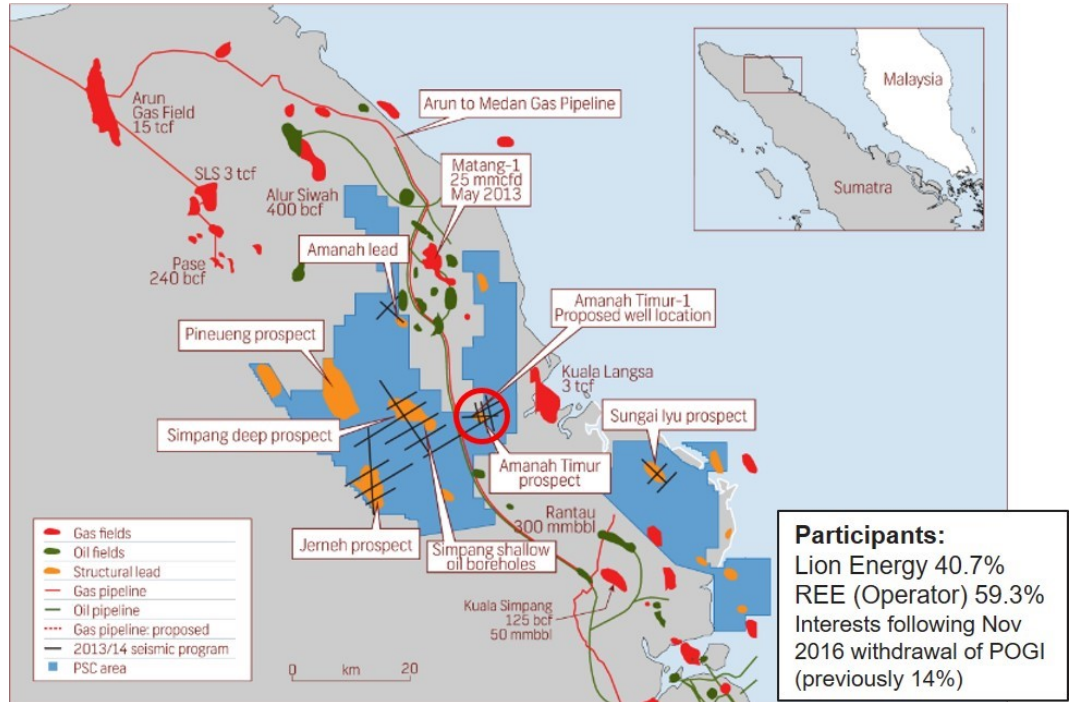 Malaysia
Sumatra
Arun
Gas Field
15 tcf
Arun to Medan Gas Pipeline
SLS 3 tcf
Alur Siwah
400 bcf
Matang-1
25 mmcfd
May 2013
Pase
240 bcf
Amanah lead
Amanah Timur-1
Proposed well location
Pineueng prospect
Kuala Langsa
3 tcf
Sungai Iyu prospect
Simpang deep prospect
Amanah Timur
prospect
Rantau
300 mmbbl
Jerneh prospect
Simpang shallow
oil boreholes
Kuala Simpang
125 bcf
50 mmbbl
Gas fields
Oil fields
Structural lead
Gas pipeline
Oil pipeline
Gas pipeline: proposed
2013/14 seismic program
PSC area
0 20
km
Participants:
Lion Energy 40.7%
REE (Operator) 59.3%
Interests following Nov
2016 withdrawal of POGI
(previously 14%)